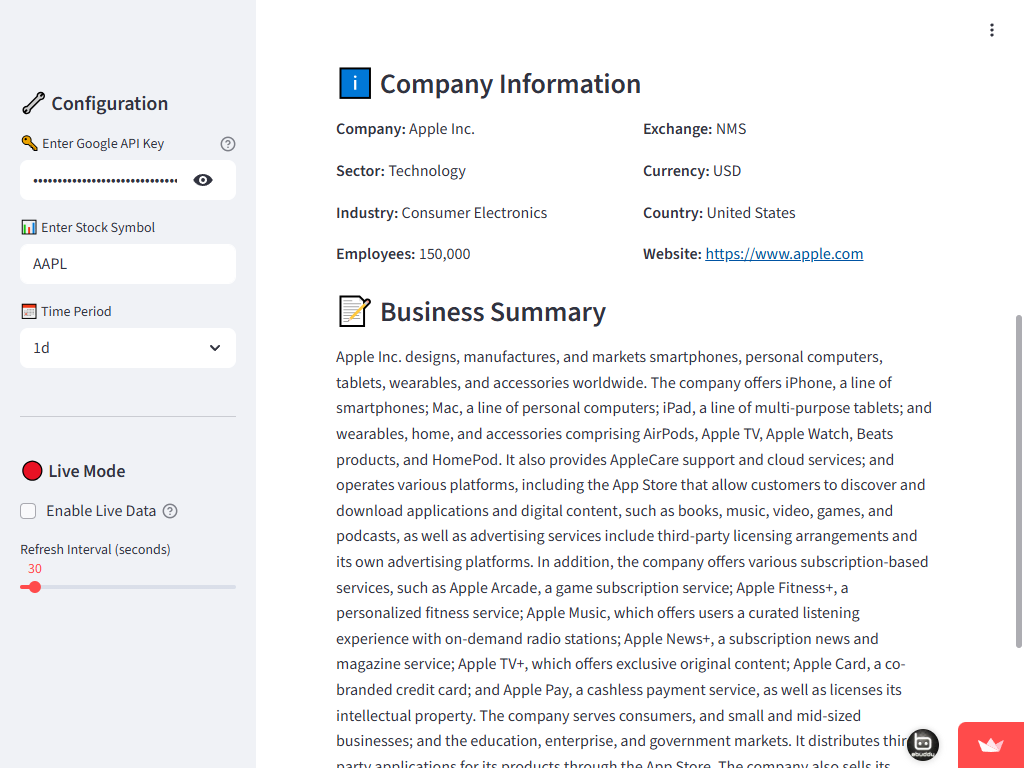 Configuration
Enter Google API Key
••••••••••••••••••••••••••••••
Enter Stock Symbol
AAPL
Time Period
1d
Live Mode
Enable Live Data
Refresh Interval (seconds)
30
Company Information
Company: Apple Inc.
Exchange: NMS
Sector: Technology
Currency: USD
Industry: Consumer Electronics
Country: United States
Employees: 150,000
Website: https://www.apple.com
Business Summary
Apple Inc. designs, manufactures, and markets smartphones, personal computers,
tablets, wearables, and accessories worldwide. The company offers iPhone, a line of
smartphones; Mac, a line of personal computers; iPad, a line of multi-purpose tablets; and
wearables, home, and accessories comprising AirPods, Apple TV, Apple Watch, Beats
products, and HomePod. It also provides AppleCare support and cloud services; and
operates various platforms, including the App Store that allow customers to discover and
download applications and digital content, such as books, music, video, games, and
podcasts, as well as advertising services include third-party licensing arrangements and
its own advertising platforms. In addition, the company offers various subscription-based
services, such as Apple Arcade, a game subscription service; Apple Fitness+, a
personalized fitness service; Apple Music, which offers users a curated listening
experience with on-demand radio stations; Apple News+, a subscription news and
magazine service; Apple TV+, which offers exclusive original content; Apple Card, a co-
branded credit card; and Apple Pay, a cashless payment service, as well as licenses its
intellectual property. The company serves consumers, and small and mid-sized
businesses; and the education, enterprise, and government markets. It distributes thir
party applications for its products through the App Store. The company also sells its